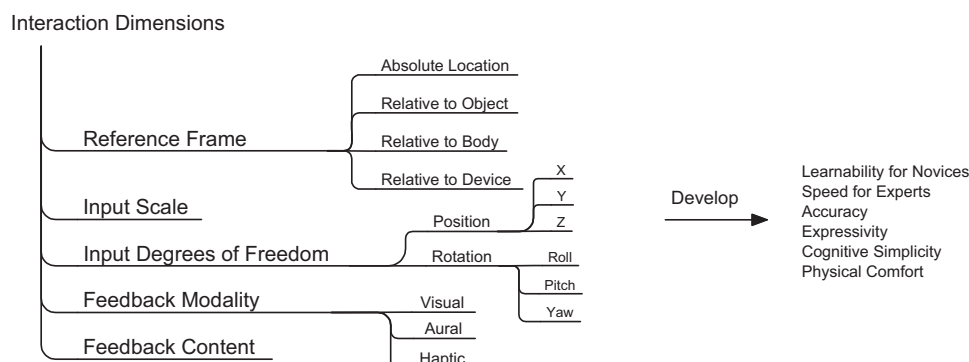 Interaction Dimensions
Absolute Location
Relative to Object
Reference Frame
Relative to Body
Relative to Device
Input Scale
Position
X
Y
Z
Input Degrees of Freedom
Rotation
Roll
Pitch
Yaw
Feedback Modality
Visual
Aural
Haptic
Feedback Content
Develop
Learnability for Novices
Speed for Experts
Accuracy
Expressivity
Cognitive Simplicity
Physical Comfort